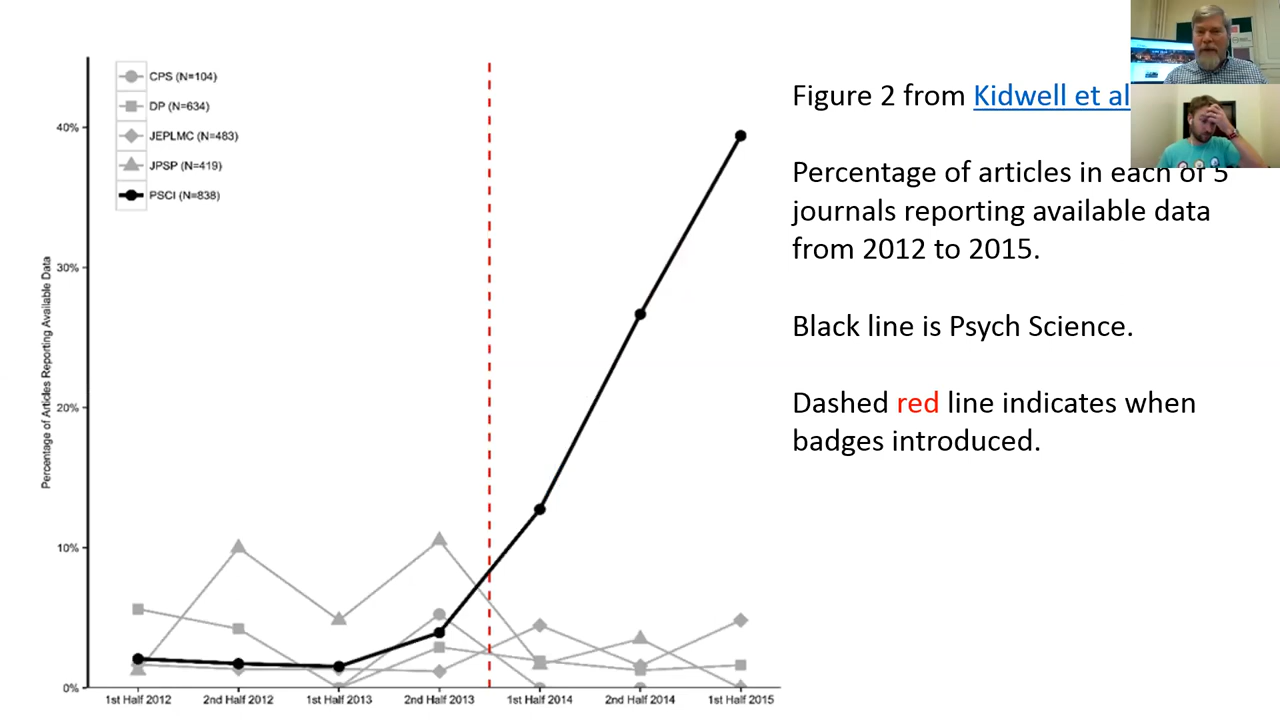 CPS (N=104)
DP (N=634)
JEPLMC (N=483)
JPSP (N=419)
PSCI (N=838)
Percentage of Articles Reporting Available Data
40%
30%
20%
10%
0%
1st Half 2012
2nd Half 2012
1st Half 2013
2nd Half 2013
1st Half 2014
2nd Half 2014
1st Half 2015
Figure 2 from Kidwell et al
Percentage of articles in each of 5
journals reporting available data
from 2012 to 2015.
Black line is Psych Science.
Dashed red line indicates when
badges introduced.